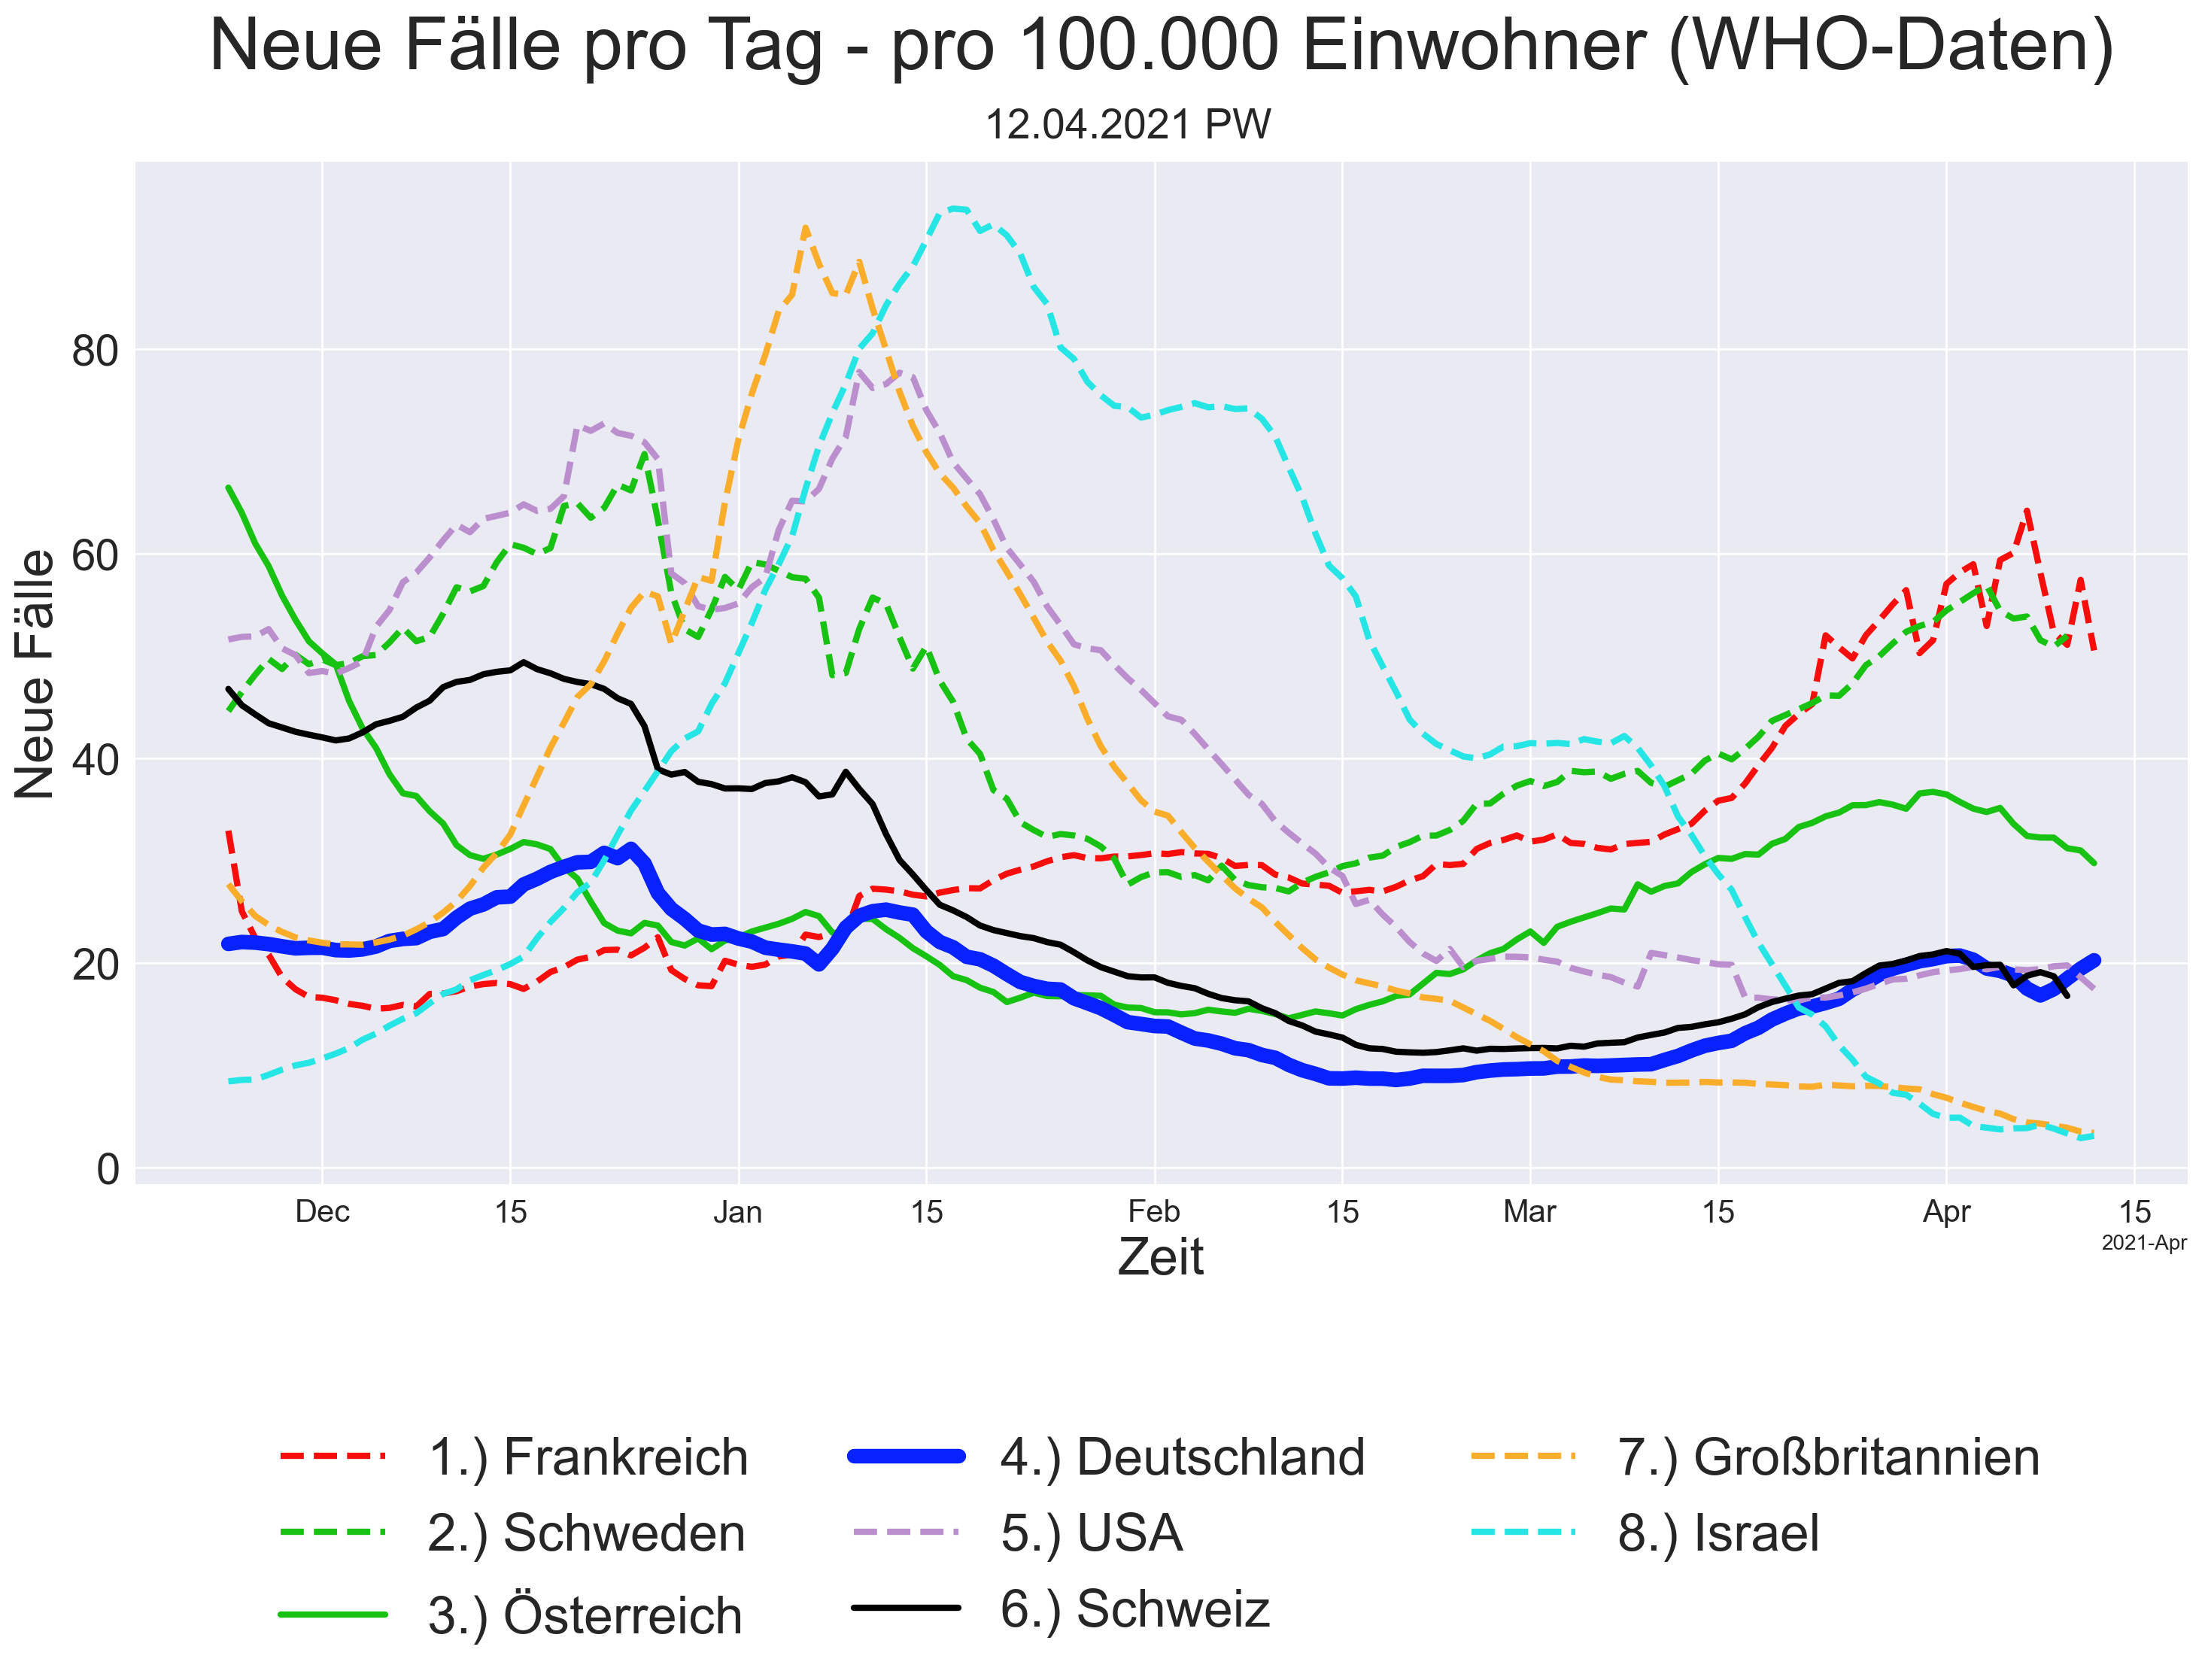 Neue Fälle pro Tag - pro 100.000 Einwohner (WHO-Daten)
12.04.2021 PW
Neue Fälle
80
60
40
20
0
Dec 15 Jan 15 Feb 15 Mar 15 Apr 15
2021-Apr
Zeit
1.) Frankreich
2.) Schweden
3.) Österreich
4.) Deutschland
5.) USA
6.) Schweiz
7.) Großbritannien
8.) Israel